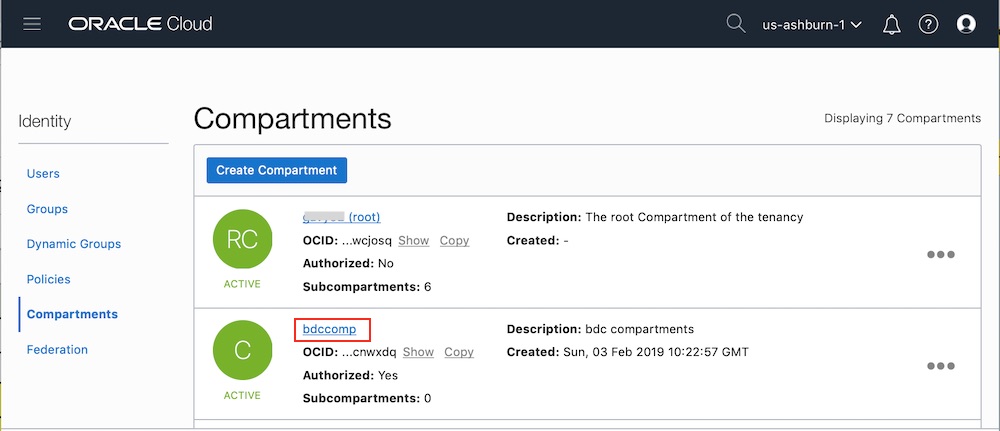 ORACLE Cloud
us-ashburn-1
Identity
Users
Groups
Dynamic Groups
Policies
Compartments
Federation
Compartments
Displaying 7 Compartments
Create Compartment
RC
ACTIVE
(root)
OCID: ...wcjosq Show Copy
Authorized: No
Subcompartments: 6
Description: The root Compartment of the tenancy
Created: -
C
ACTIVE
bdccomp
OCID: ...cnwxdq Show Copy
Authorized: Yes
Subcompartments: 0
Description: bdc compartments
Created: Sun, 03 Feb 2019 10:22:57 GMT